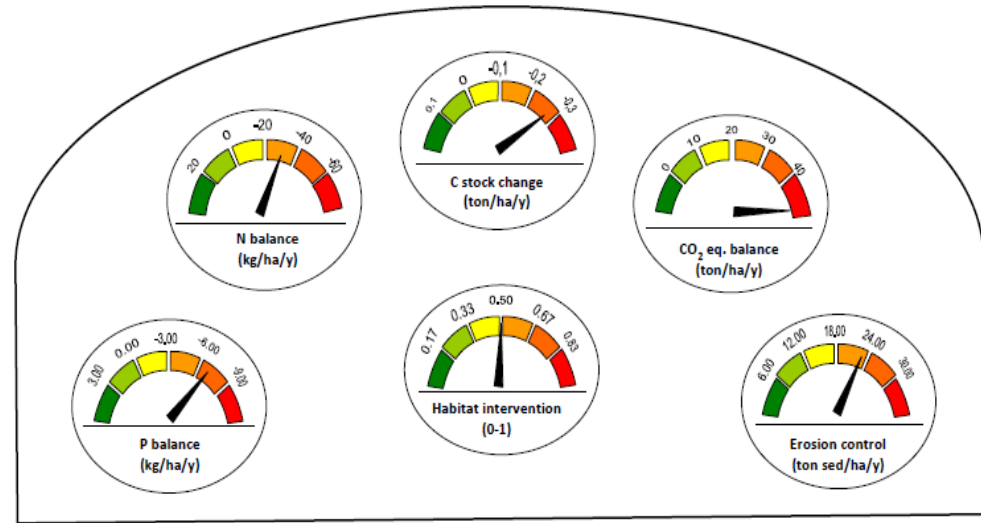 0,1 0 -0,1 -0,2 -0,3
C stock change
(ton/ha/y)
20 0 -20 -40 -60
N balance
(kg/ha/y)
0 10 20 30 40
CO₂ eq. balance
(ton/ha/y)
3.00 0.00 -3.00 -6.00 -9.00
P balance
(kg/ha/y)
0.17 0.33 0.50 0.67 0.83
Habitat intervention
(0-1)
6.00 12.00 18.00 24.00 30.00
Erosion control
(ton sed/ha/y)